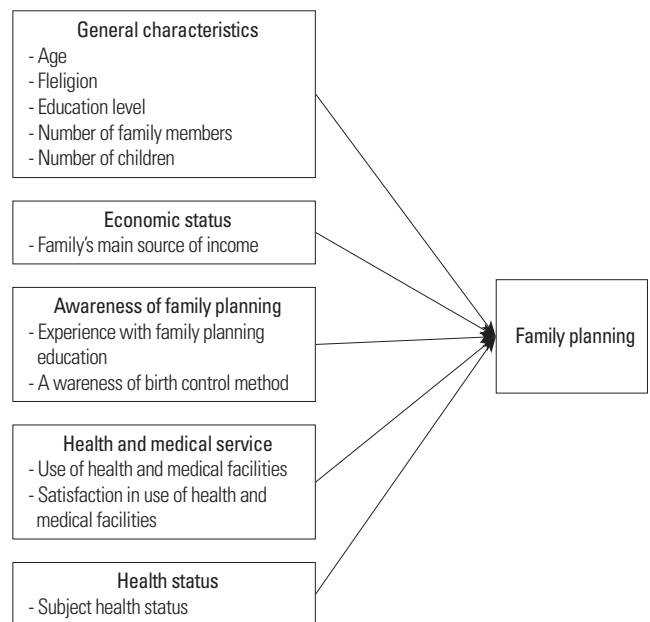 General characteristics
- Age
- Fleligion
- Education level
- Number of family members
- Number of children
Economic status
- Family's main source of income
Awareness of family planning
- Experience with family planning
education
- A wareness of birth control method
Health and medical service
- Use of health and medical facilities
- Satisfaction in use of health and
medical facilities
Health status
- Subject health status
Family planning